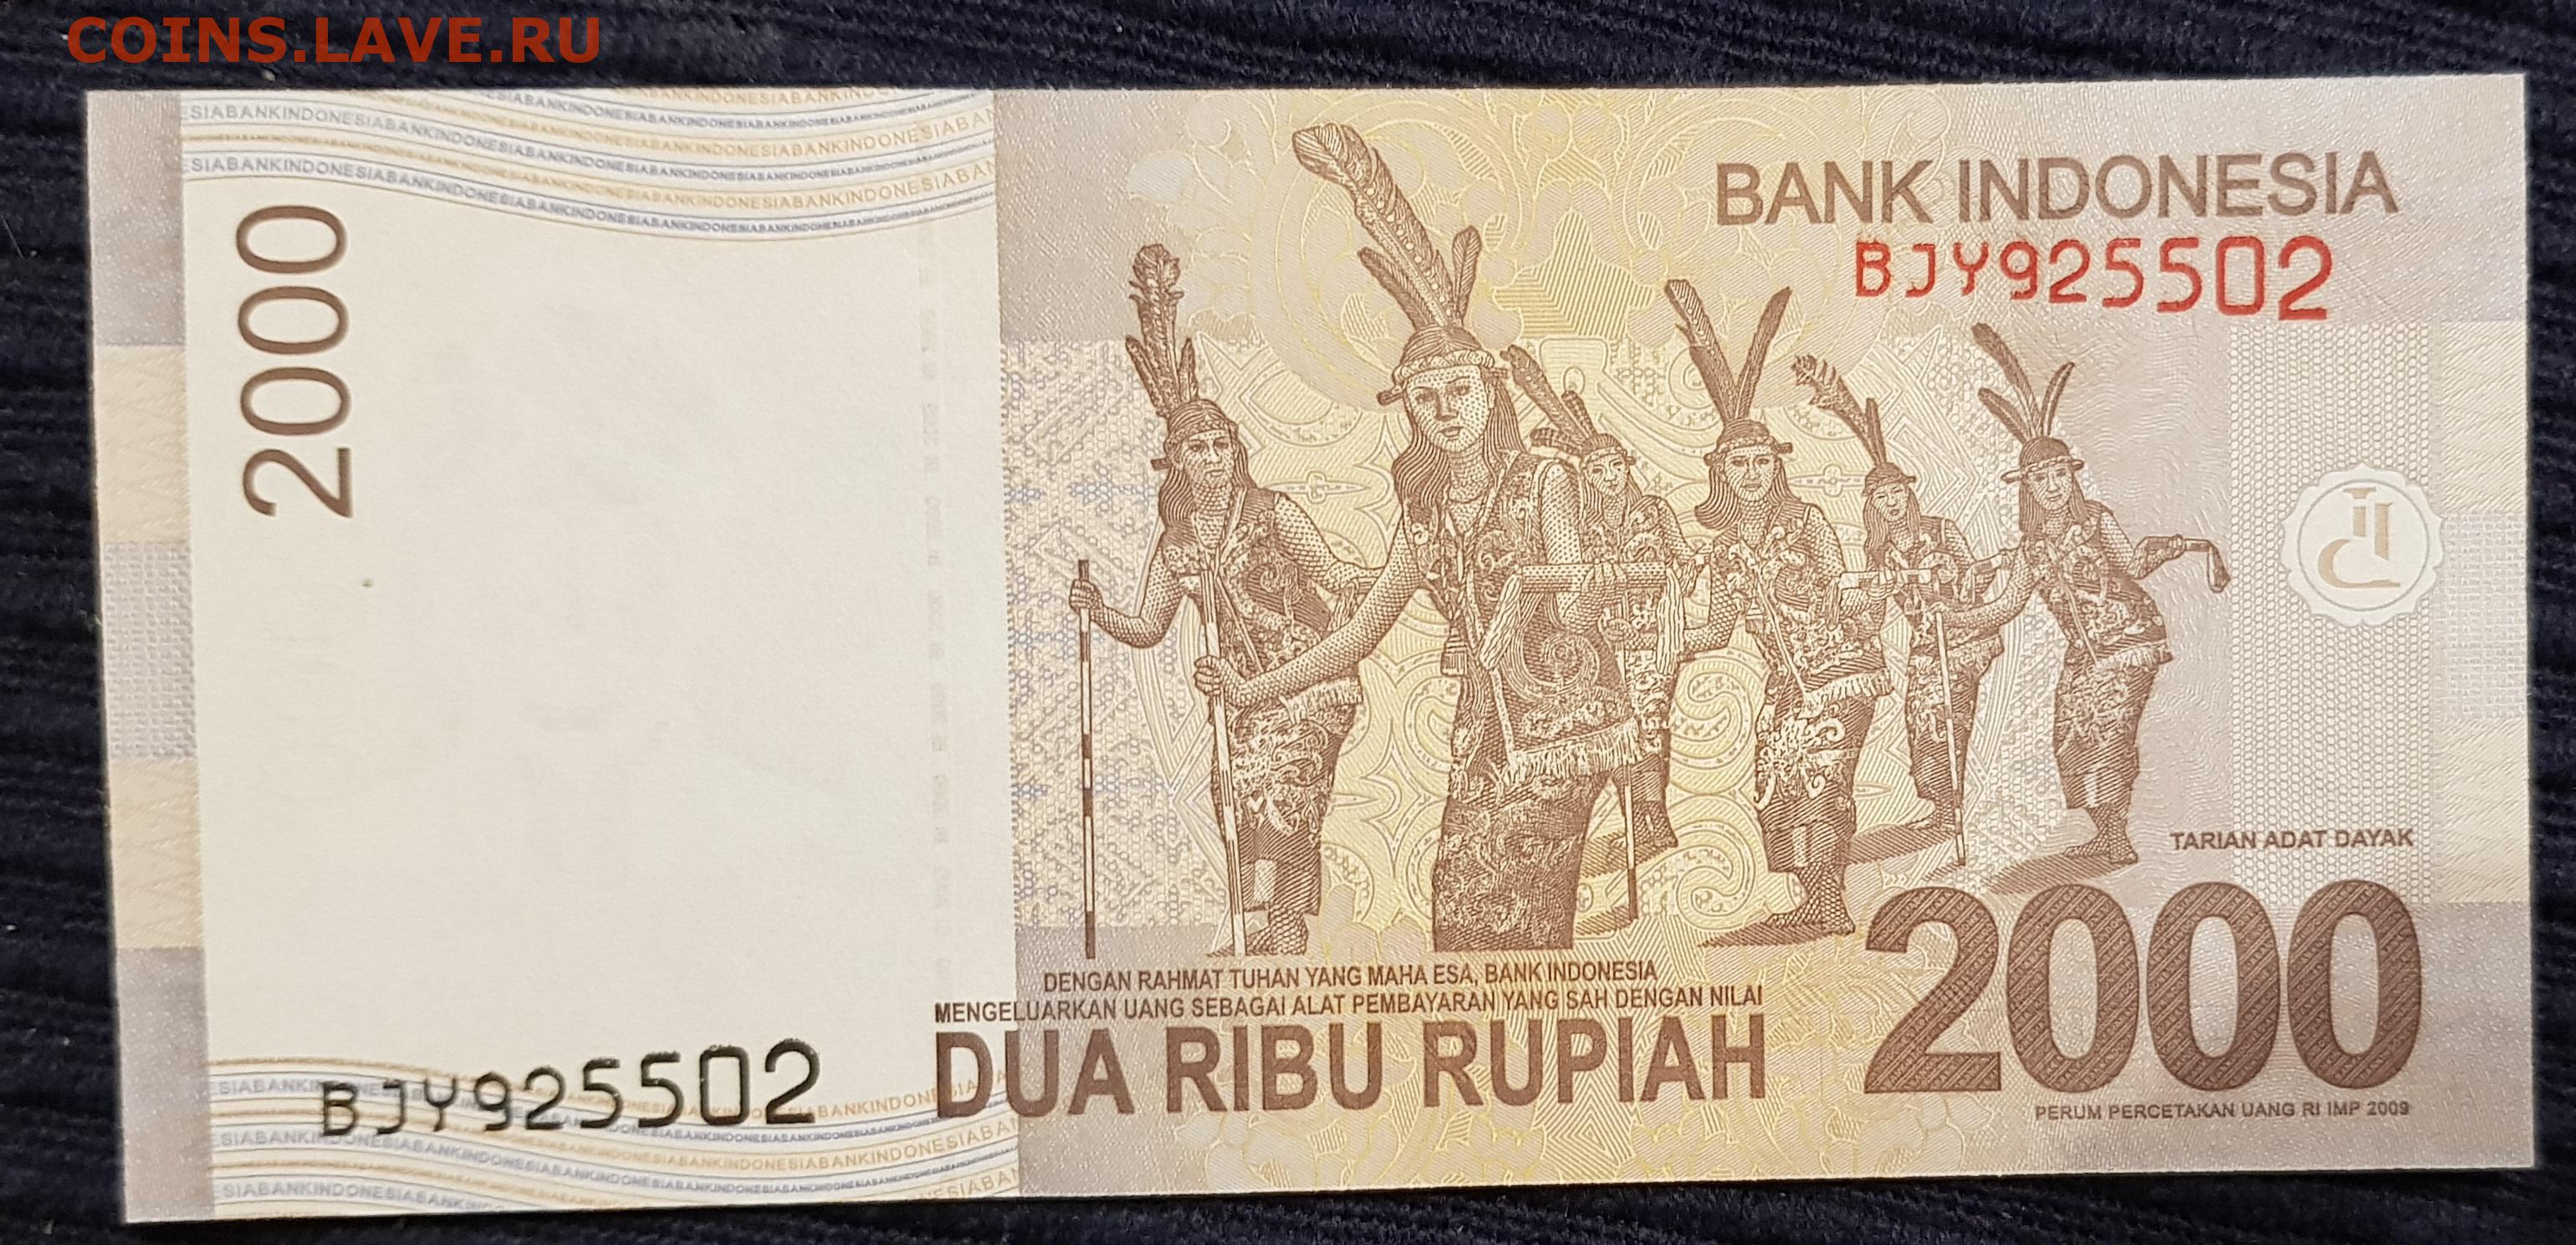 COINS.LAVE.RU
SIABANKINDONESIABANKINDONESIABANKINDONESIABANKINDONESIABAN
ESIABANKINDONESIABANKINDONESIABANKINDONESIABANKINDONESIABAN
2000
BANK INDONESIA
BJY925502
TARIAN ADAT DAYAK
DENGAN RAHMAT TUHAN YANG MAHA ESA, BANK INDONESIA
MENGELUARKAN UANG SEBAGAI ALAT PEMBAYARAN YANG SAH DENGAN NILAI
DUA RIBU RUPIAH
2000
PERUM PERCETAKAN UANG RI IMP 2009
BJY925502